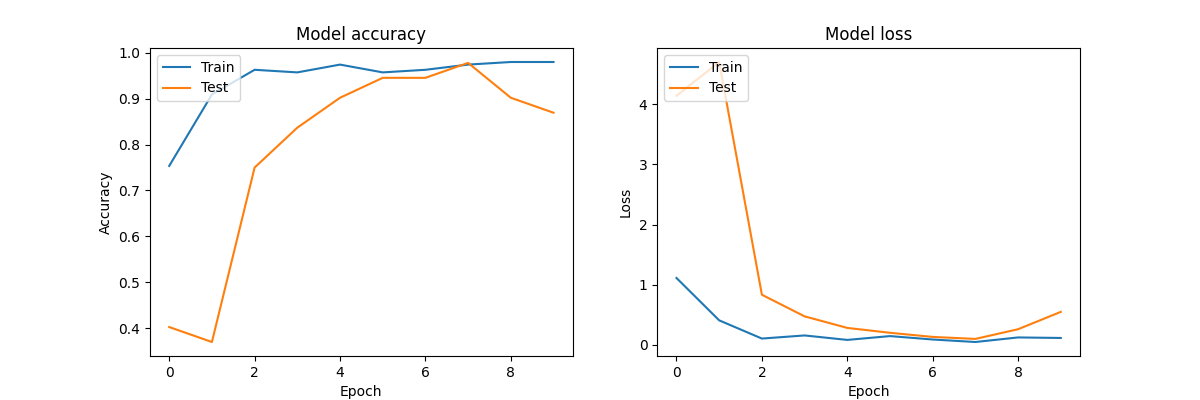 Model accuracy
Train
Test
1.0
0.9
0.8
0.7
0.6
0.5
0.4
Accuracy
0 2 4 6 8
Epoch
Model loss
Train
Test
4
3
2
1
0
Loss
0 2 4 6 8
Epoch